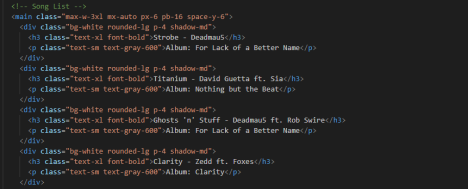 <!-- Song List -->
<main class="max-w-3xl mx-auto px-6 pb-16 space-y-6">
<div class="bg-white rounded-lg p-4 shadow-md">
<h3 class="text-xl font-bold">Strobe - Deadmau5</h3>
<p class="text-sm text-gray-600">Album: For Lack of a Better Name</p>
</div>
<div class="bg-white rounded-lg p-4 shadow-md">
<h3 class="text-xl font-bold">Titanium - David Guetta ft. Sia</h3>
<p class="text-sm text-gray-600">Album: Nothing but the Beat</p>
</div>
<div class="bg-white rounded-lg p-4 shadow-md">
<h3 class="text-xl font-bold">Ghosts 'n' Stuff - Deadmau5 ft. Rob Swire</h3>
<p class="text-sm text-gray-600">Album: For Lack of a Better Name</p>
</div>
<div class="bg-white rounded-lg p-4 shadow-md">
<h3 class="text-xl font-bold">Clarity - Zedd ft. Foxes</h3>
<p class="text-sm text-gray-600">Album: Clarity</p>
</div>